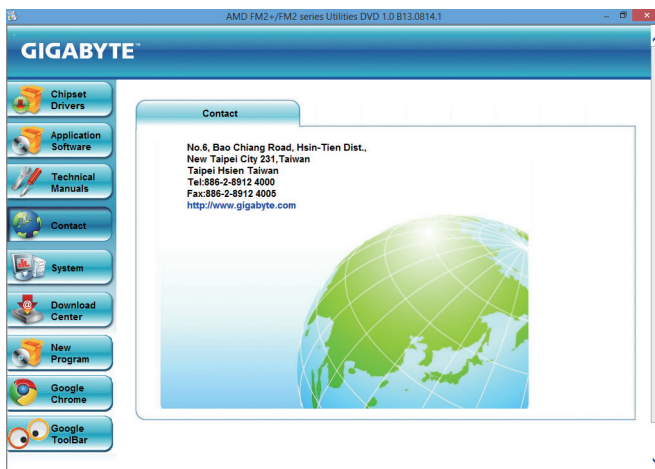 AMD FM2+/FM2 series Utilities DVD 1.0 B13.0814.1
GIGABYTE™
Chipset
Drivers
Application
Software
Technical
Manuals
Contact
System
Download
Center
New
Program
Google
Chrome
Google
ToolBar
Contact
No.6, Bao Chiang Road, Hsin-Tien Dist.,
New Taipei City 231,Taiwan
Taipei Hsien Taiwan
Tel:886-2-8912 4000
Fax:886-2-8912 4005
http://www.gigabyte.com